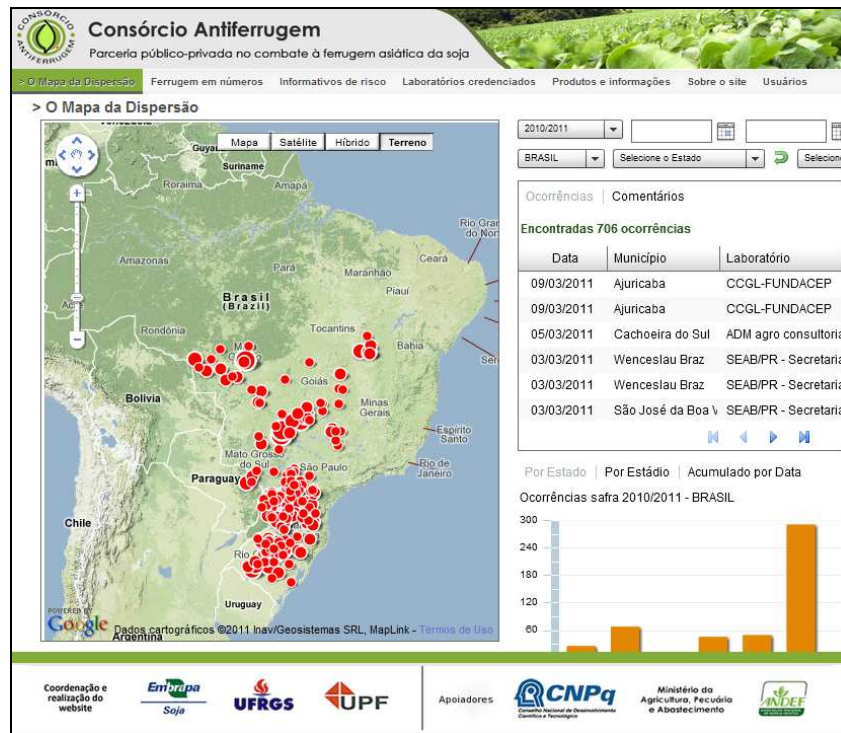 CONSÓRCIO
ANTIFERRUGEM
Consórcio Antiferrugem
Parceria público-privada no combate à ferrugem asiática da soja
> O Mapa da Dispersão Ferrugem em números Informativos de risco Laboratórios credenciados Produtos e informações Sobre o site Usuários
> O Mapa da Dispersão
Mapa Satélite Híbrido Terreno
Suriname
Roraima Amapá
Rio Gran
do Nort
Amazonas Pará Maranhão Ceará
Piauí
Brasil
(Brazil)
Rondônia Tocantins
Bahia
Goiás
Bolivia
Minas
Gerais
Espírito
Santo
Mato Grosso
do Sul
São Paulo
Rio de
Janeiro
Paraguay
Chile
Uruguay
POWERED BY
Google
Dados cartográficos ©2011 Inav/Geosistemas SRL, MapLink - Termos de Uso
Argentina
2010/2011
BRASIL Selecione o Estado Selecion
Ocorrências | Comentários
Encontradas 706 ocorrências
Data Município Laboratório
09/03/2011 Ajuricaba CCGL-FUNDACEP
09/03/2011 Ajuricaba CCGL-FUNDACEP
05/03/2011 Cachoeira do Sul ADM agro consultoria
03/03/2011 Wenceslau Braz SEAB/PR - Secretaria
03/03/2011 Wenceslau Braz SEAB/PR - Secretaria
03/03/2011 São José da Boa V SEAB/PR - Secretaria
Por Estado | Por Estádio | Acumulado por Data
Ocorrências safra 2010/2011 - BRASIL
300
240
180
120
60
Coordenação e
realização do
website
Embrapa
Soja
UFRGS
UPF
Apoiadores
CNPq
Conselho Nacional de Desenvolvimento
Científico e Tecnológico
Ministério da
Agricultura, Pecuária
e Abastecimento
ANDEF